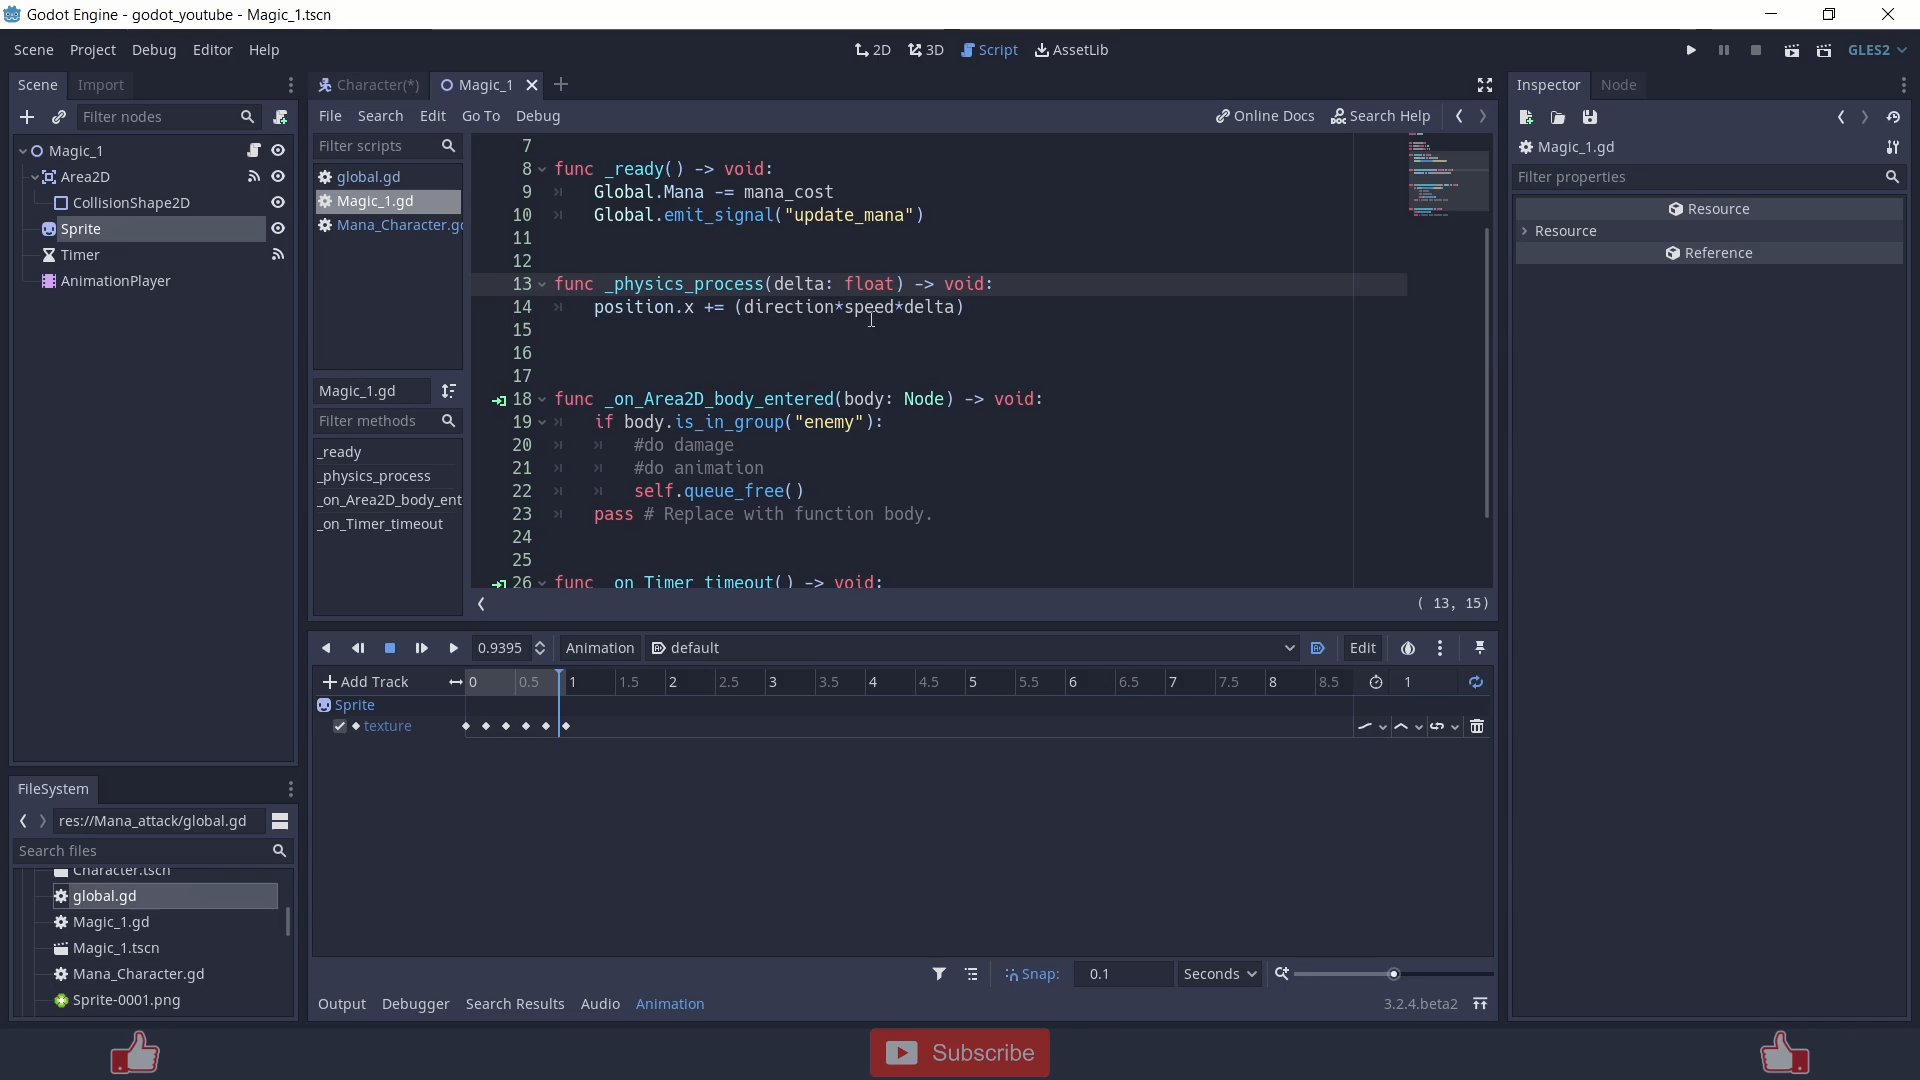 Godot Engine - godot_youtube - Magic_1.tscn
Scene Project Debug Editor Help
2D 3D Script AssetLib
GLES2
Scene Import
Filter nodes
Magic_1
Area2D
CollisionShape2D
Sprite
Timer
AnimationPlayer
FileSystem
res://Mana_attack/global.gd
Search files
Character.tscn
global.gd
Magic_1.gd
Magic_1.tscn
Mana_Character.gd
Sprite-0001.png
Character(*) Magic_1
File Search Edit Go To Debug
Online Docs Search Help
Filter scripts
global.gd
Magic_1.gd
Mana_Character.gd
Magic_1.gd
Filter methods
_ready
_physics_process
_on_Area2D_body_ent
_on_Timer_timeout
7
8 func _ready() -> void:
9 Global.Mana -= mana_cost
10 Global.emit_signal("update_mana")
11
12
13 func _physics_process(delta: float) -> void:
14 position.x += (direction*speed*delta)
15
16
17
18 func _on_Area2D_body_entered(body: Node) -> void:
19 if body.is_in_group("enemy"):
20 #do damage
21 #do animation
22 self.queue_free()
23 pass # Replace with function body.
24
25
26 func _on_Timer_timeout() -> void:
( 13, 15)
0.9395 Animation default Edit
Add Track 0 0.5 1 1.5 2 2.5 3 3.5 4 4.5 5 5.5 6 6.5 7 7.5 8 8.5 1
Sprite
texture
Snap: 0.1 Seconds
Output Debugger Search Results Audio Animation 3.2.4.beta2
Inspector Node
Magic_1.gd
Filter properties
Resource
Resource
Reference
Subscribe